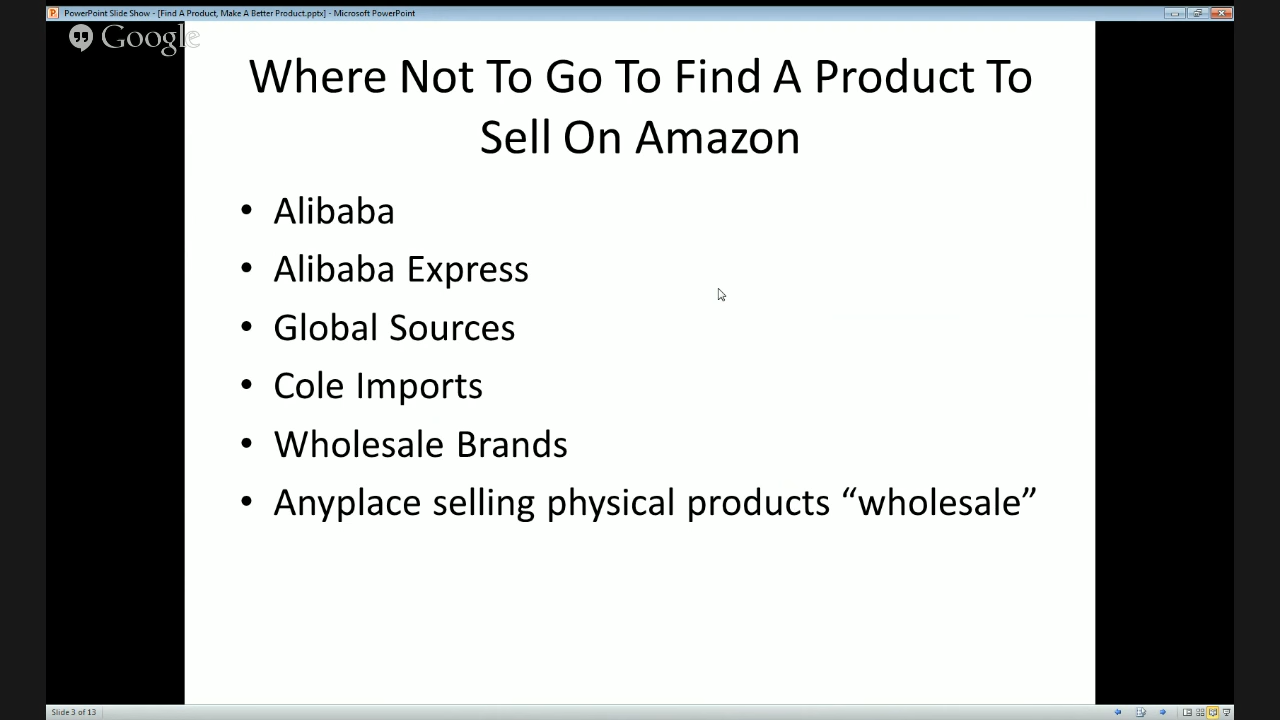 PowerPoint Slide Show - [Find A Product, Make A Better Product.pptx] - Microsoft PowerPoint
Google
Where Not To Go To Find A Product To
Sell On Amazon
• Alibaba
• Alibaba Express
• Global Sources
• Cole Imports
• Wholesale Brands
• Anyplace selling physical products “wholesale”
Slide 3 of 13